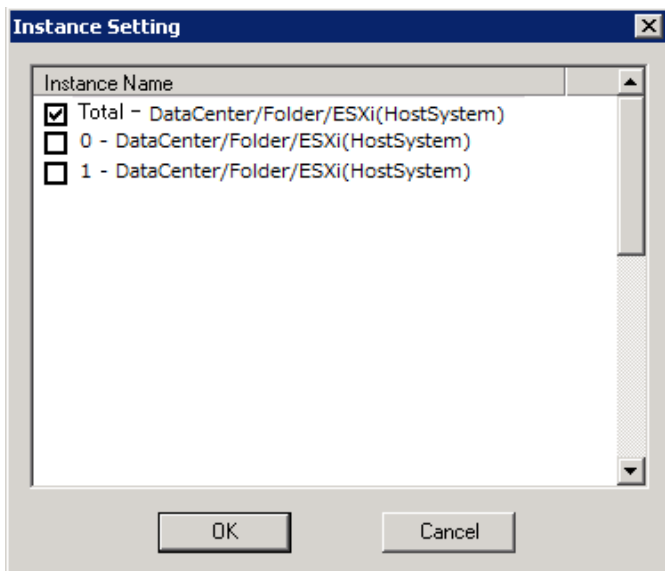 Instance Setting
Instance Name
Total - DataCenter/Folder/ESXi(HostSystem)
0 - DataCenter/Folder/ESXi(HostSystem)
1 - DataCenter/Folder/ESXi(HostSystem)
OK Cancel